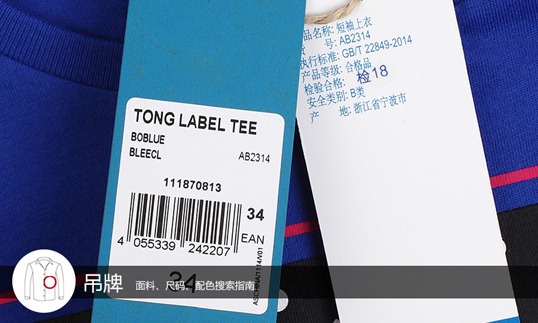 TONG LABEL TEE
BOBLUE
BLEECL AB2314
111870813
34
4 055339 242207 EAN
34
品名称: 短袖上衣
号: AB2314
执行标准: GB/T 22849-2014
产品等级: 合格品
检验合格: 检18
安全类别: B类
产 地: 浙江省宁波市
吊牌 面料、尺码、配色搜索指南